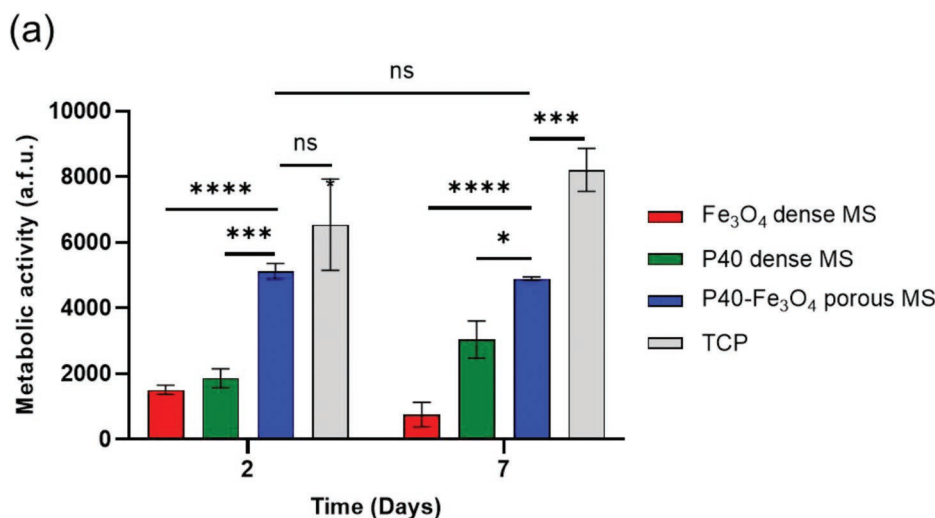 (a)
ns
10000
***
ns
8000
****
****
*
***
*
6000
4000
2000
0
2
7
Metabolic activity (a.f.u.)
Time (Days)
Fe₃O₄ dense MS
P40 dense MS
P40-Fe₃O₄ porous MS
TCP